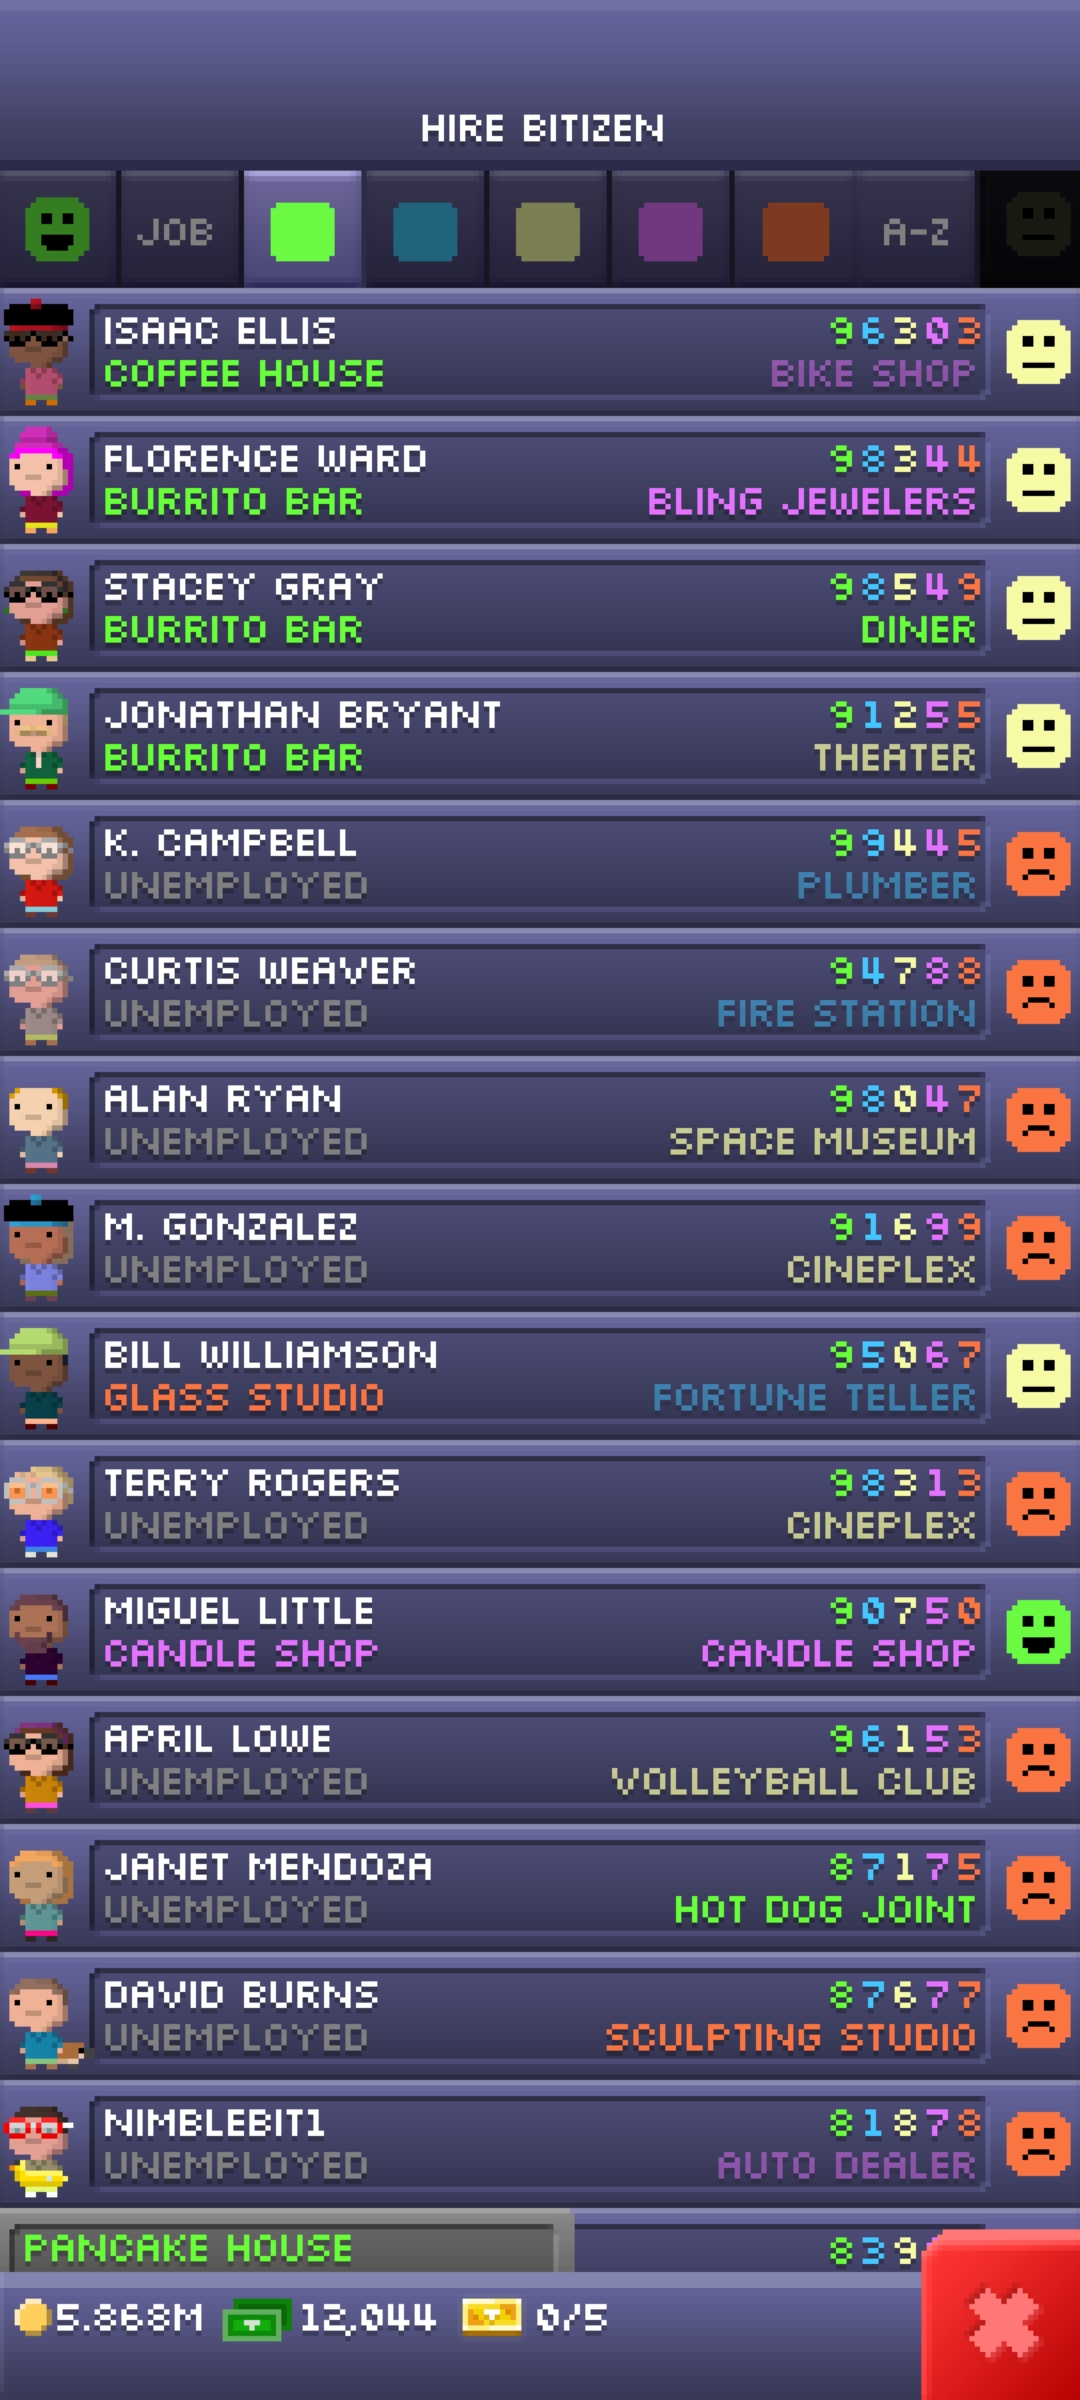 HIRE BITIZEN
JOB
A-Z
ISAAC ELLIS 96303
COFFEE HOUSE BIKE SHOP
FLORENCE WARD 98344
BURRITO BAR BLING JEWELERS
STACEY GRAY 98549
BURRITO BAR DINER
JONATHAN BRYANT 91255
BURRITO BAR THEATER
K. CAMPBELL 99445
UNEMPLOYED PLUMBER
CURTIS WEAVER 94788
UNEMPLOYED FIRE STATION
ALAN RYAN 98047
UNEMPLOYED SPACE MUSEUM
M. GONZALEZ 91699
UNEMPLOYED CINEPLEX
BILL WILLIAMSON 95067
GLASS STUDIO FORTUNE TELLER
TERRY ROGERS 98313
UNEMPLOYED CINEPLEX
MIGUEL LITTLE 90750
CANDLE SHOP CANDLE SHOP
APRIL LOWE 96153
UNEMPLOYED VOLLEYBALL CLUB
JANET MENDOZA 87175
UNEMPLOYED HOT DOG JOINT
DAVID BURNS 87677
UNEMPLOYED SCULPTING STUDIO
NIMBLEBIT1 81878
UNEMPLOYED AUTO DEALER
PANCAKE HOUSE 839
5.868M 12,044 0/5